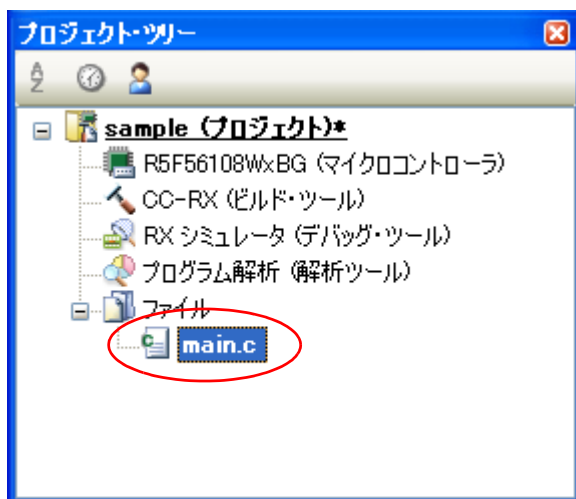 プロジェクト・ツリー
sample (プロジェクト)*
R5F56108WxBG (マイクロコントローラ)
CC-RX (ビルド・ツール)
RX シミュレータ (デバッグ・ツール)
プログラム解析 (解析ツール)
ファイル
main.c